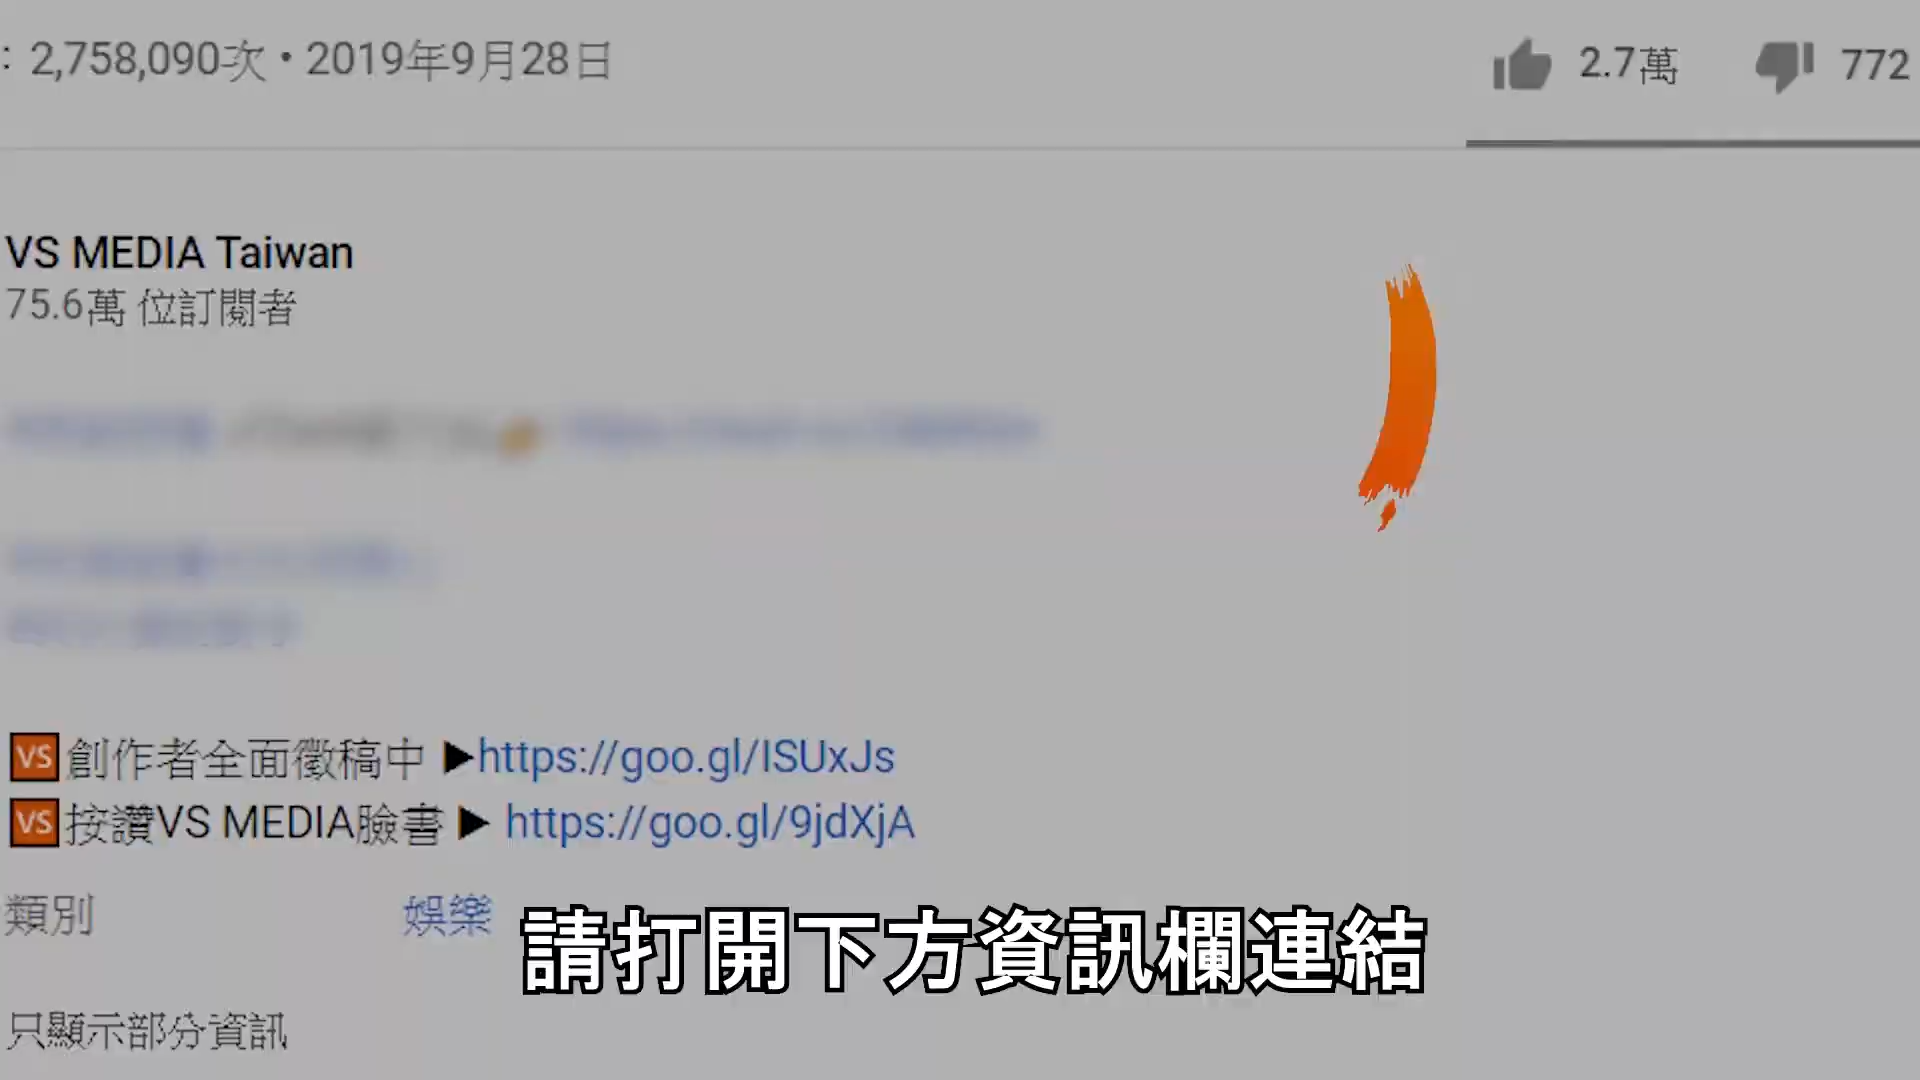 ：2,758,090次 • 2019年9月28日
2.7萬
772
VS MEDIA Taiwan
75.6萬 位訂閱者
VS 創作者全面徵稿中 ▶https://goo.gl/ISUxJs
VS 按讚VS MEDIA臉書 ▶ https://goo.gl/9jdXjA
類別 娛樂
請打開下方資訊欄連結
只顯示部分資訊